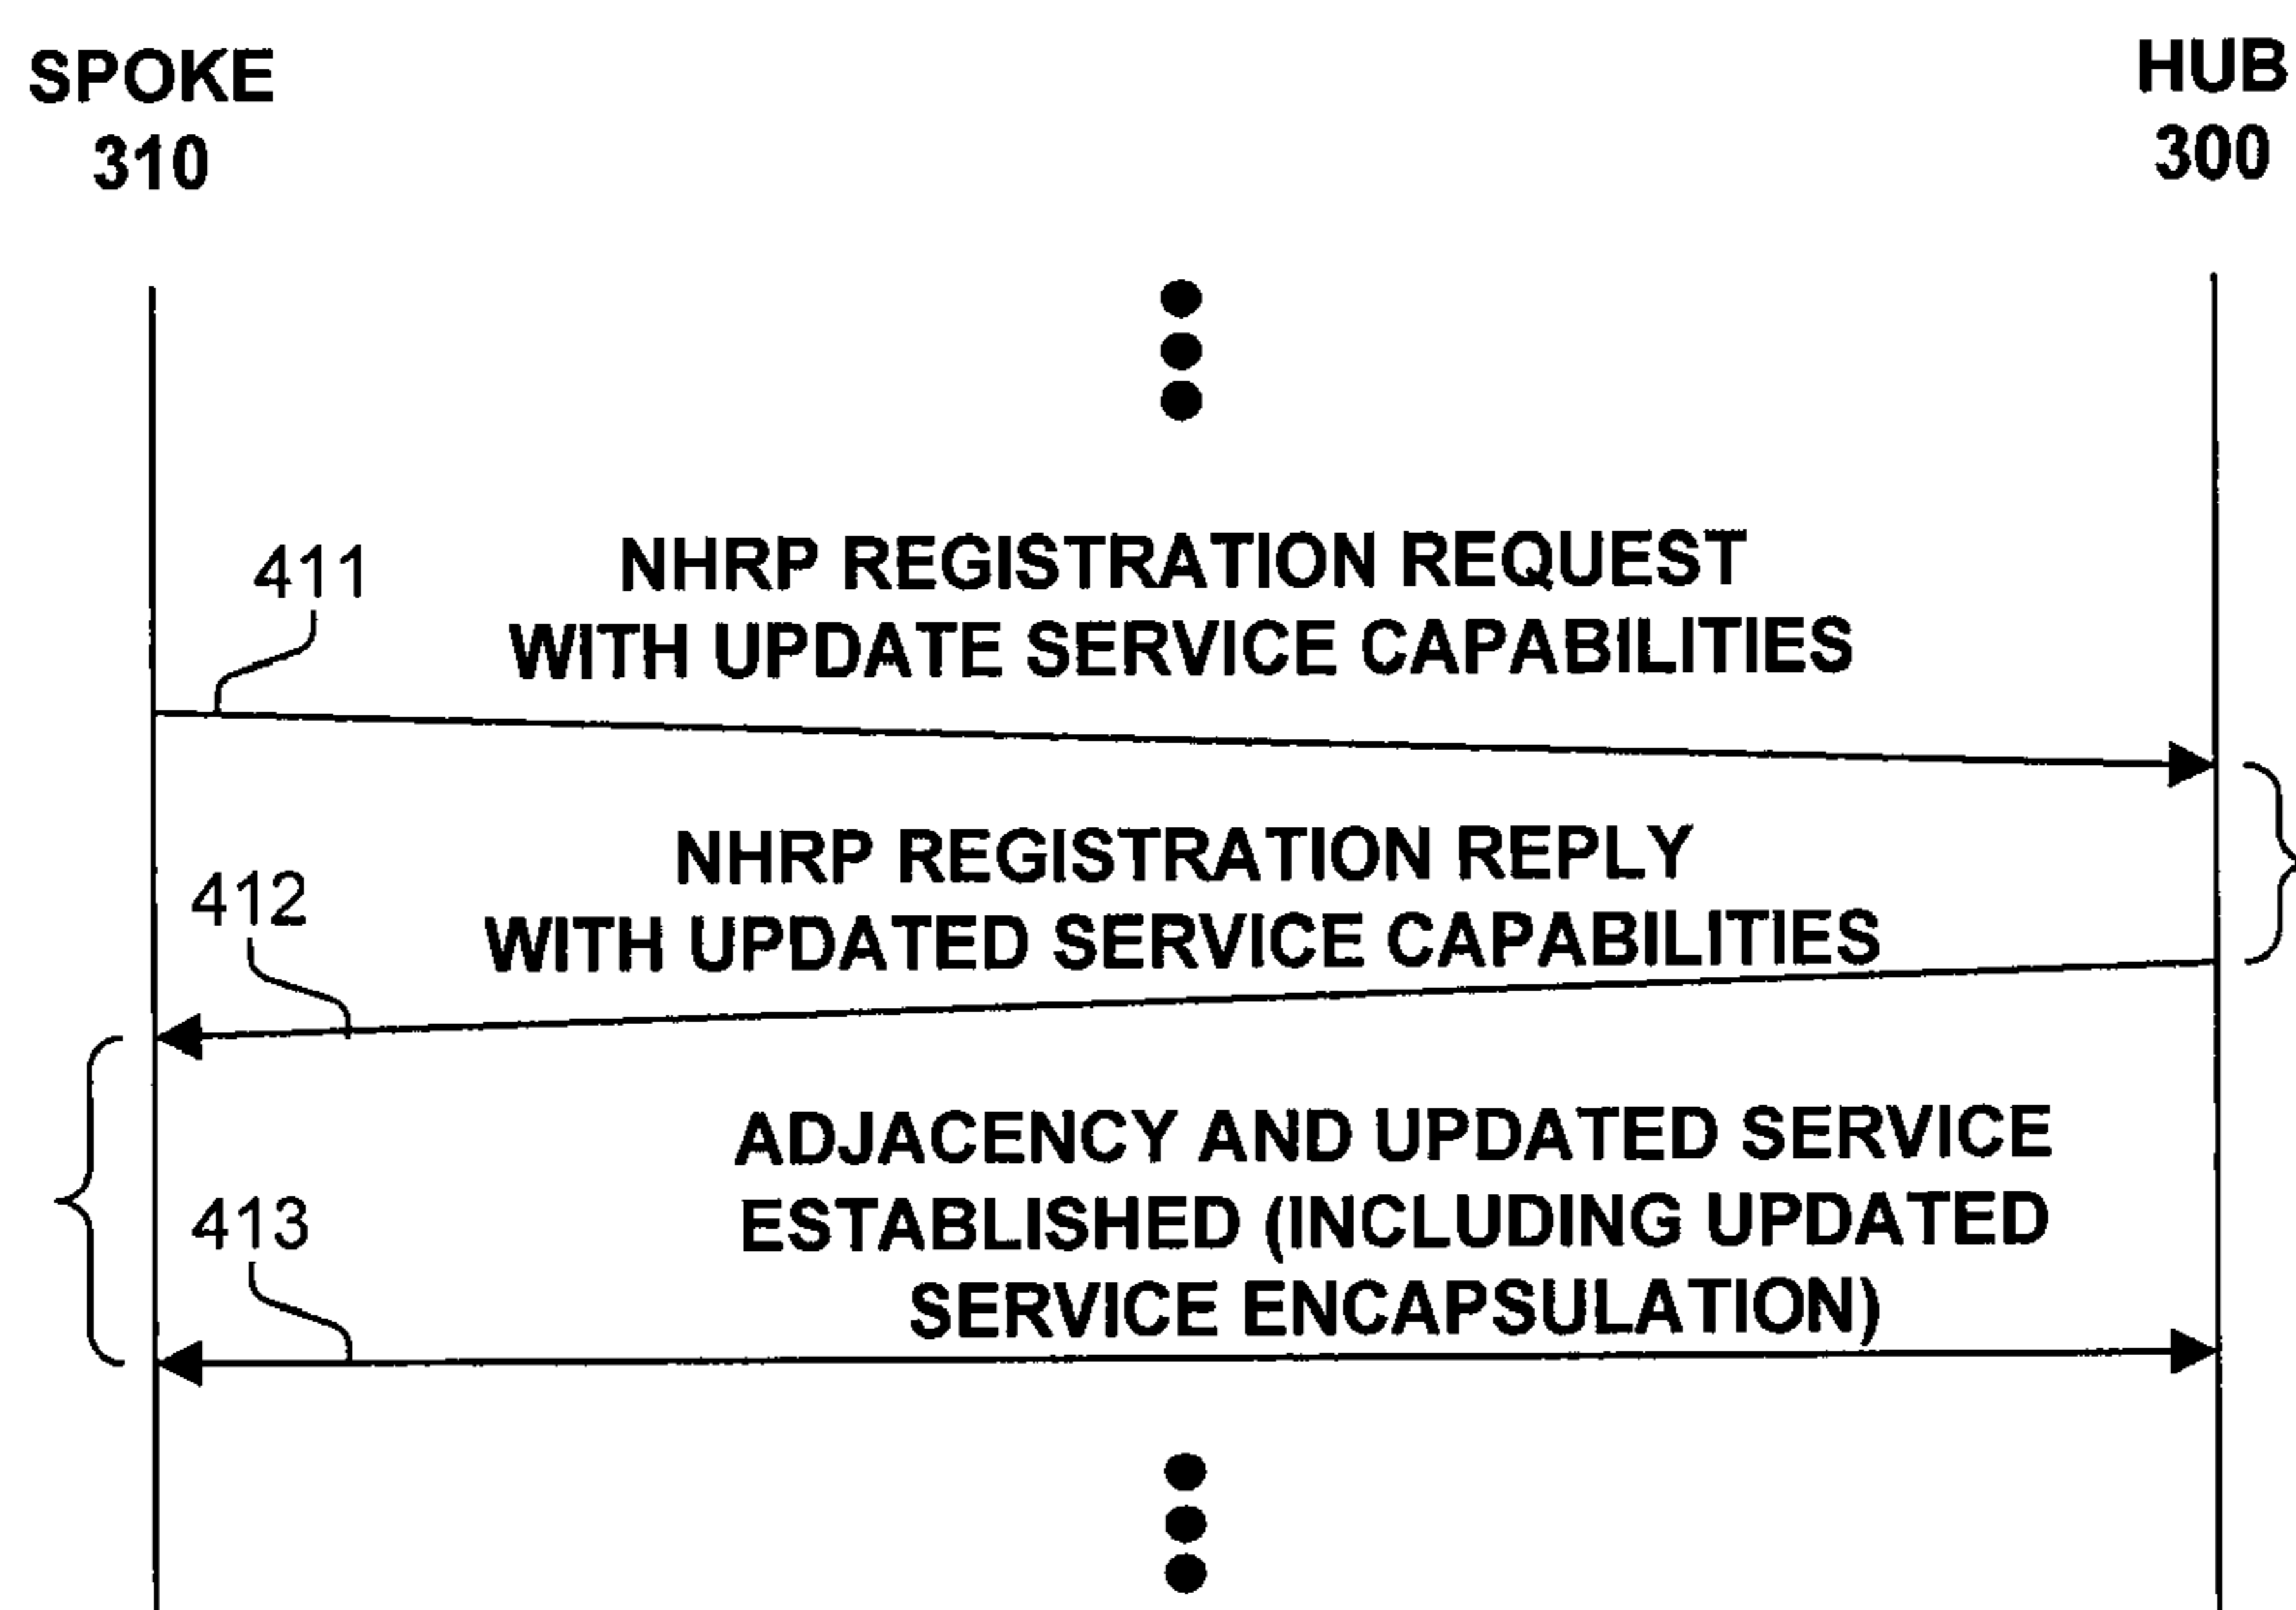 SPOKE
310
HUB
300
411
NHRP REGISTRATION REQUEST
WITH UPDATE SERVICE CAPABILITIES
412
NHRP REGISTRATION REPLY
WITH UPDATED SERVICE CAPABILITIES
413
ADJACENCY AND UPDATED SERVICE
ESTABLISHED (INCLUDING UPDATED
SERVICE ENCAPSULATION)